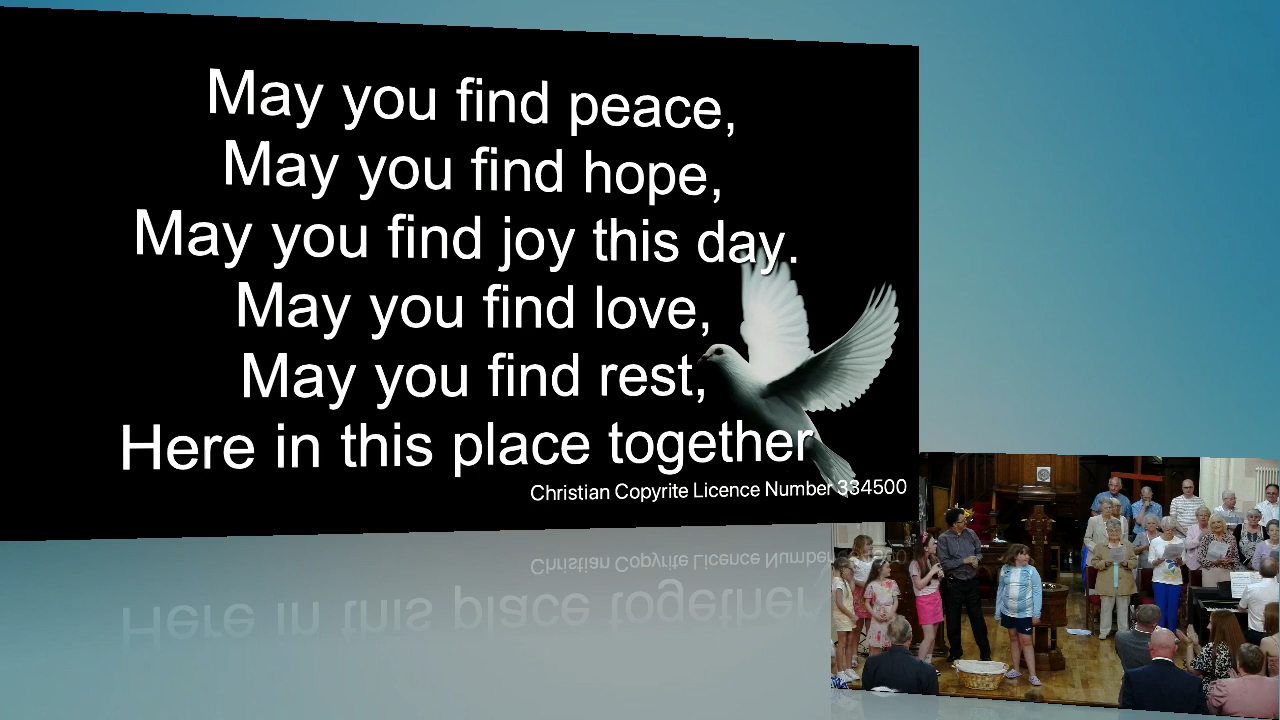 May you find peace,
May you find hope,
May you find joy this day.
May you find love,
May you find rest,
Here in this place together
Christian Copyrite Licence Number 334500